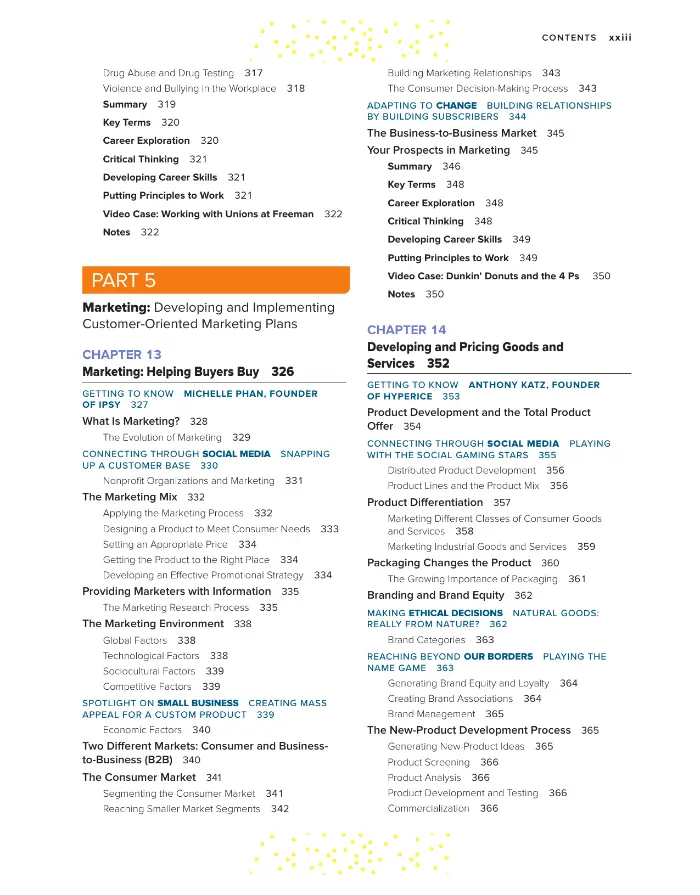 CONTENTS xxiii
Drug Abuse and Drug Testing 317
Violence and Bullying in the Workplace 318
Summary 319
Key Terms 320
Career Exploration 320
Critical Thinking 321
Developing Career Skills 321
Putting Principles to Work 321
Video Case: Working with Unions at Freeman 322
Notes 322
PART 5
Marketing: Developing and Implementing
Customer-Oriented Marketing Plans
CHAPTER 13
Marketing: Helping Buyers Buy 326
GETTING TO KNOW MICHELLE PHAN, FOUNDER
OF IPSY 327
What Is Marketing? 328
The Evolution of Marketing 329
CONNECTING THROUGH SOCIAL MEDIA SNAPPING
UP A CUSTOMER BASE 330
Nonprofit Organizations and Marketing 331
The Marketing Mix 332
Applying the Marketing Process 332
Designing a Product to Meet Consumer Needs 333
Setting an Appropriate Price 334
Getting the Product to the Right Place 334
Developing an Effective Promotional Strategy 334
Providing Marketers with Information 335
The Marketing Research Process 335
The Marketing Environment 338
Global Factors 338
Technological Factors 338
Sociocultural Factors 339
Competitive Factors 339
SPOTLIGHT ON SMALL BUSINESS CREATING MASS
APPEAL FOR A CUSTOM PRODUCT 339
Economic Factors 340
Two Different Markets: Consumer and Business-
to-Business (B2B) 340
The Consumer Market 341
Segmenting the Consumer Market 341
Reaching Smaller Market Segments 342
Building Marketing Relationships 343
The Consumer Decision-Making Process 343
ADAPTING TO CHANGE BUILDING RELATIONSHIPS
BY BUILDING SUBSCRIBERS 344
The Business-to-Business Market 345
Your Prospects in Marketing 345
Summary 346
Key Terms 348
Career Exploration 348
Critical Thinking 348
Developing Career Skills 349
Putting Principles to Work 349
Video Case: Dunkin' Donuts and the 4 Ps 350
Notes 350
CHAPTER 14
Developing and Pricing Goods and
Services 352
GETTING TO KNOW ANTHONY KATZ, FOUNDER
OF HYPERICE 353
Product Development and the Total Product
Offer 354
CONNECTING THROUGH SOCIAL MEDIA PLAYING
WITH THE SOCIAL GAMING STARS 355
Distributed Product Development 356
Product Lines and the Product Mix 356
Product Differentiation 357
Marketing Different Classes of Consumer Goods
and Services 358
Marketing Industrial Goods and Services 359
Packaging Changes the Product 360
The Growing Importance of Packaging 361
Branding and Brand Equity 362
MAKING ETHICAL DECISIONS NATURAL GOODS:
REALLY FROM NATURE? 362
Brand Categories 363
REACHING BEYOND OUR BORDERS PLAYING THE
NAME GAME 363
Generating Brand Equity and Loyalty 364
Creating Brand Associations 364
Brand Management 365
The New-Product Development Process 365
Generating New-Product Ideas 365
Product Screening 366
Product Analysis 366
Product Development and Testing 366
Commercialization 366